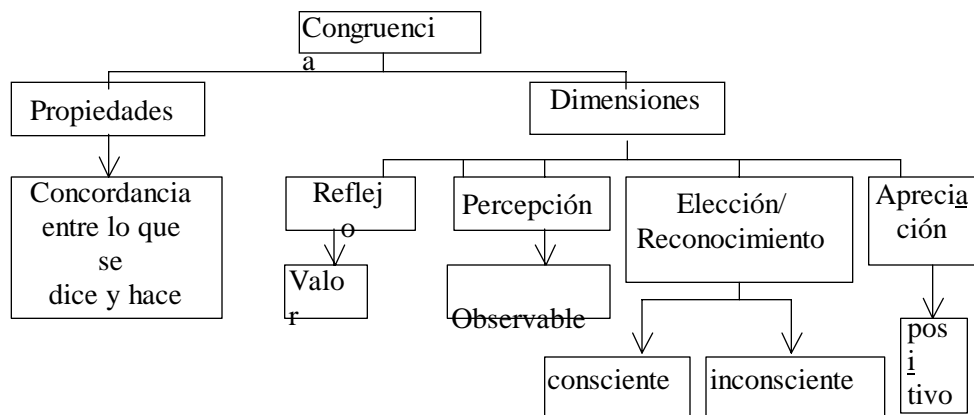 Congruenci
a
Propiedades
Dimensiones
Concordancia
entre lo que
se
dice y hace
Reflej
o
Percepción
Elección/
Reconocimiento
Aprecia
ción
Valo
r
Observable
consciente
inconsciente
pos
i
tivo